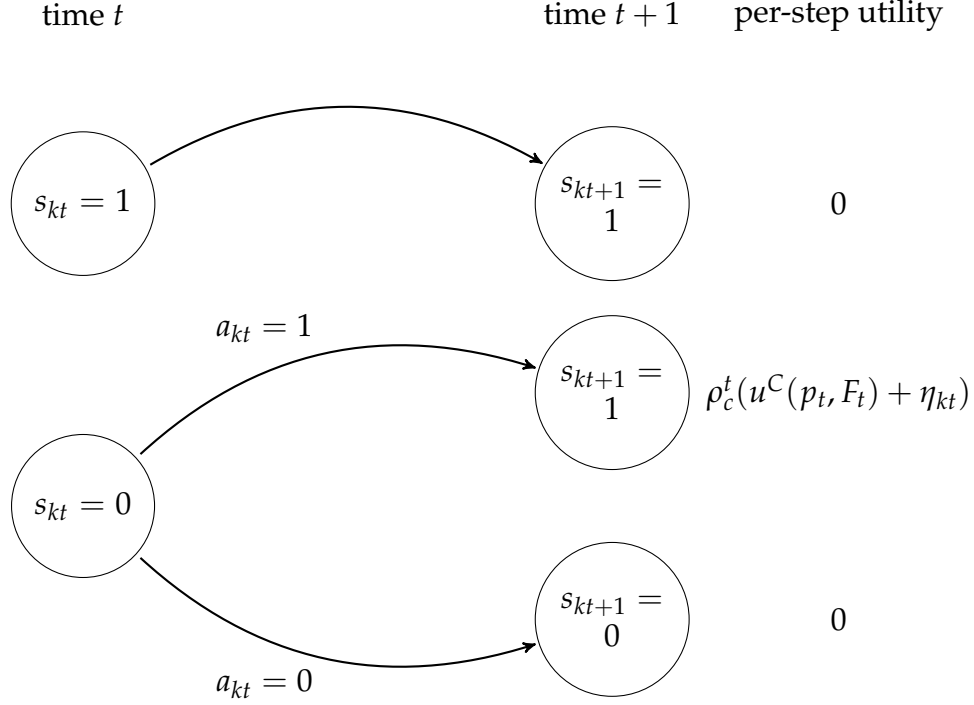 time t time t + 1 per-step utility
s_{kt} = 1
s_{kt+1} =
1
0
a_{kt} = 1
s_{kt+1} =
1
ρ_c^t(u^C(p_t, F_t) + η_{kt})
s_{kt} = 0
s_{kt+1} =
0
0
a_{kt} = 0